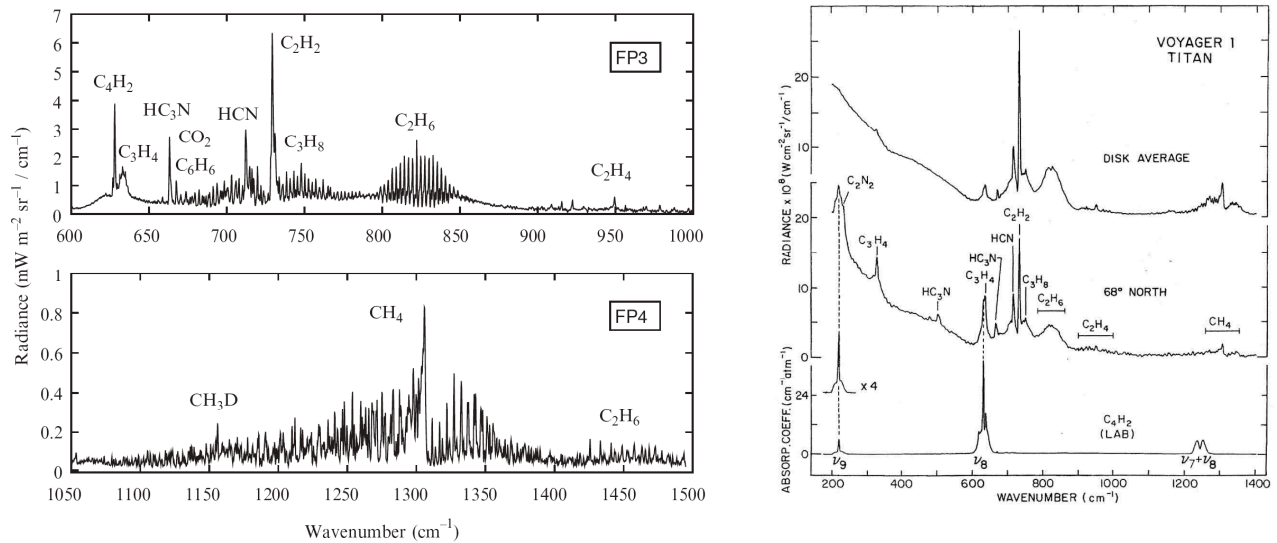 7
6
5
4
3
2
1
0
C₄H₂
C₃H₄
HC₃N
CO₂
C₆H₆
HCN
C₂H₂
C₃H₈
C₂H₆
C₂H₄
FP3
600 650 700 750 800 850 900 950 1000
Radiance (mW m⁻² sr⁻¹ / cm⁻¹)
1
0.8
0.6
0.4
0.2
0
CH₃D
CH₄
C₂H₆
FP4
1050 1100 1150 1200 1250 1300 1350 1400 1450 1500
Wavenumber (cm⁻¹)
VOYAGER 1
TITAN
20
10
0
DISK AVERAGE
RADIANCE x 10⁸ (W cm⁻² sr⁻¹/cm⁻¹)
20
10
0
C₂N₂
C₃H₄
HC₃N
C₃H₄
HC₃N
HCN
C₂H₂
C₃H₈
C₂H₆
C₂H₄
CH₄
68° NORTH
ABSORP. COEFF. (cm⁻¹ atm⁻¹)
24
0
x 4
C₄H₂
(LAB)
ν₉
ν₈
ν₇+ν₈
200 400 600 800 1000 1200 1400
WAVENUMBER (cm⁻¹)